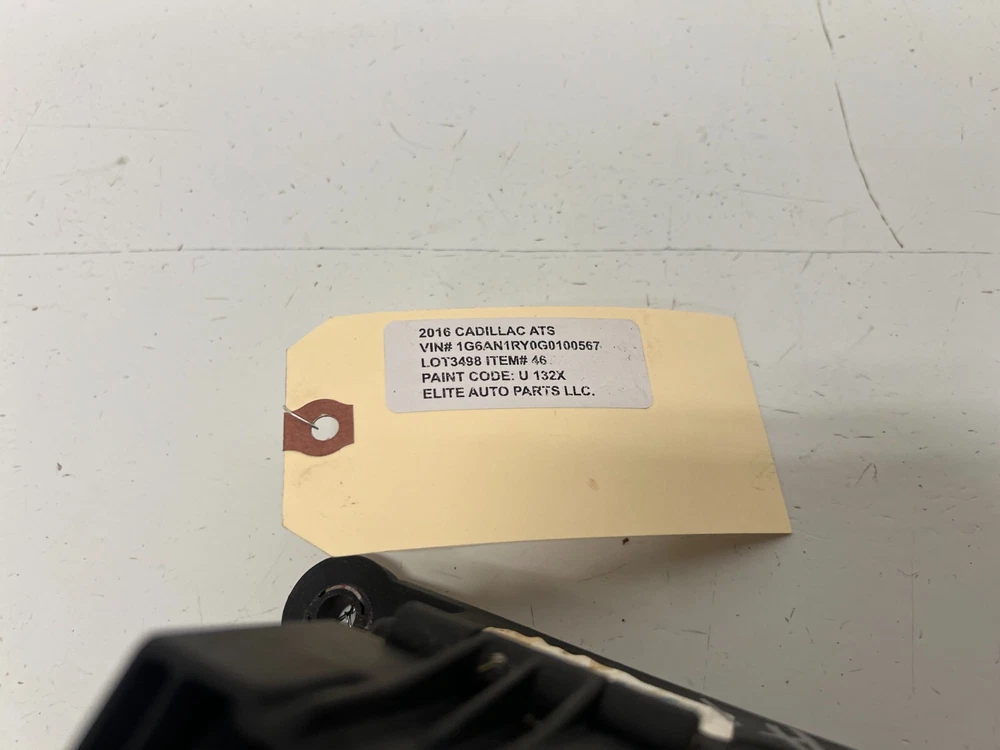 2016 CADILLAC ATS
VIN# 1G6AN1RY0G0100567
LOT3498 ITEM# 46
PAINT CODE: U 132X
ELITE AUTO PARTS LLC.